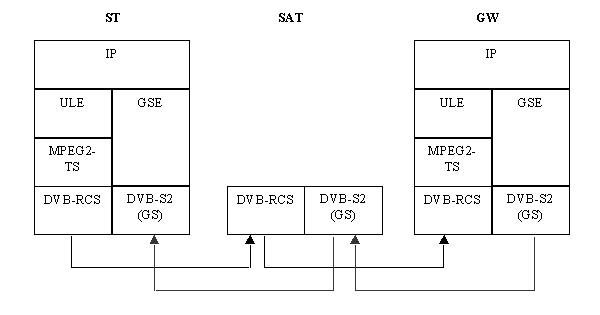 ST SAT GW
IP IP
ULE GSE ULE GSE
MPEG2-
TS
MPEG2-
TS
DVB-RCS DVB-S2
(GS)
DVB-RCS DVB-S2
(GS)
DVB-RCS DVB-S2
(GS)